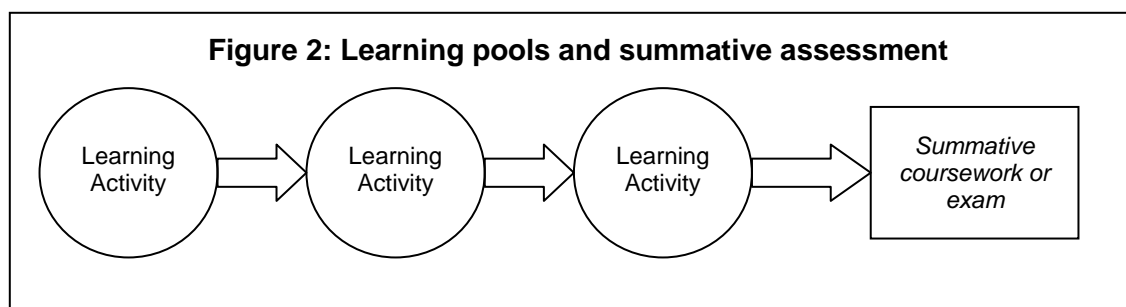 Figure 2: Learning pools and summative assessment
Learning
Activity
Learning
Activity
Learning
Activity
Summative
coursework or
exam